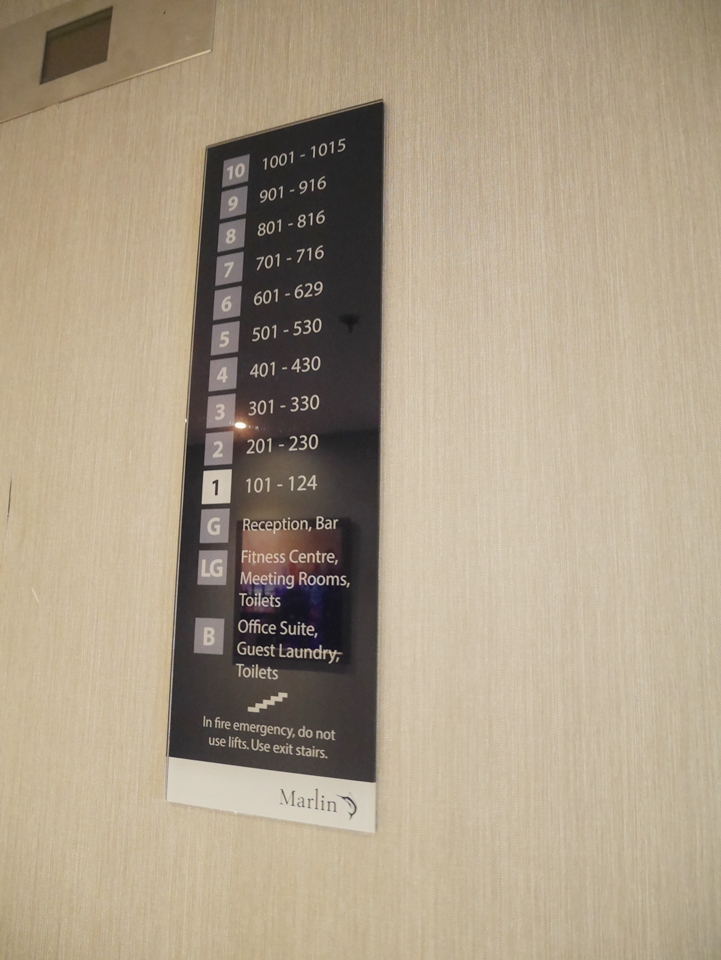 10 1001 - 1015
9 901 - 916
8 801 - 816
7 701 - 716
6 601 - 629
5 501 - 530
4 401 - 430
3 301 - 330
2 201 - 230
1 101 - 124
G Reception, Bar
LG Fitness Centre,
Meeting Rooms,
Toilets
B Office Suite,
Guest Laundry,
Toilets
In fire emergency, do not
use lifts. Use exit stairs.
Marlin